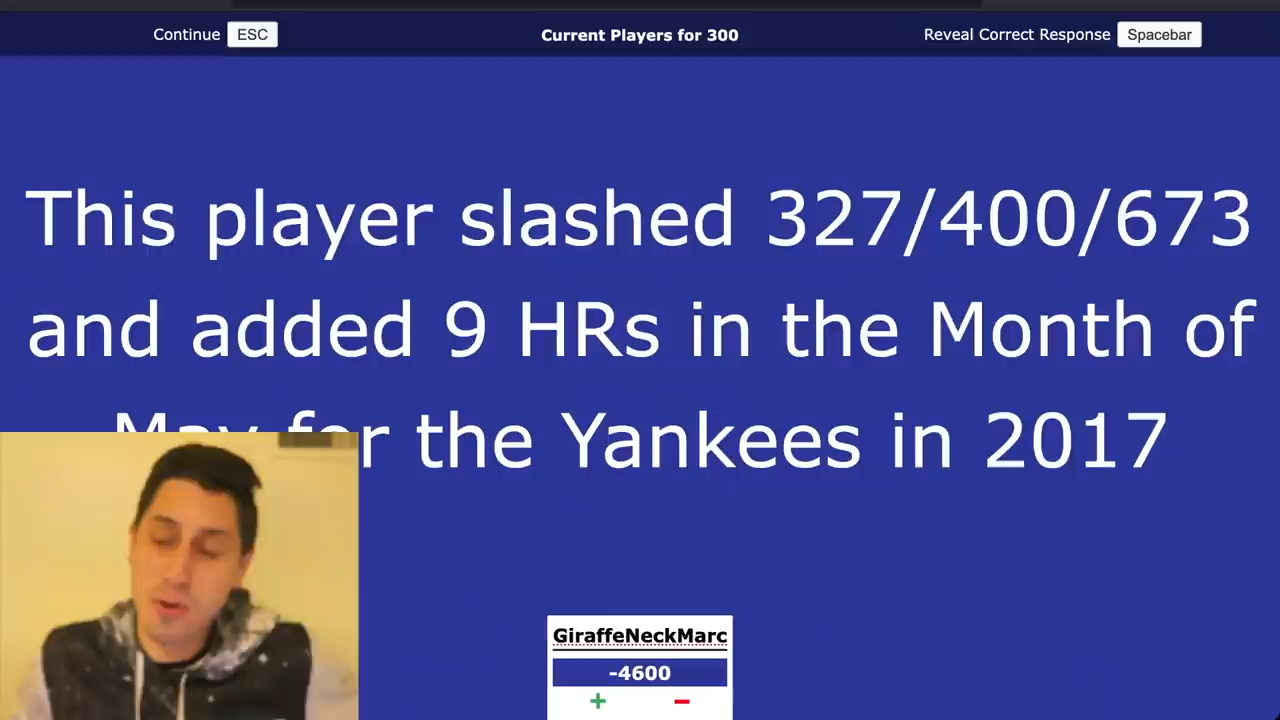 Continue ESC Current Players for 300 Reveal Correct Response Spacebar
This player slashed 327/400/673
and added 9 HRs in the Month of
May for the Yankees in 2017
GiraffeNeckMarc
-4600
+ −